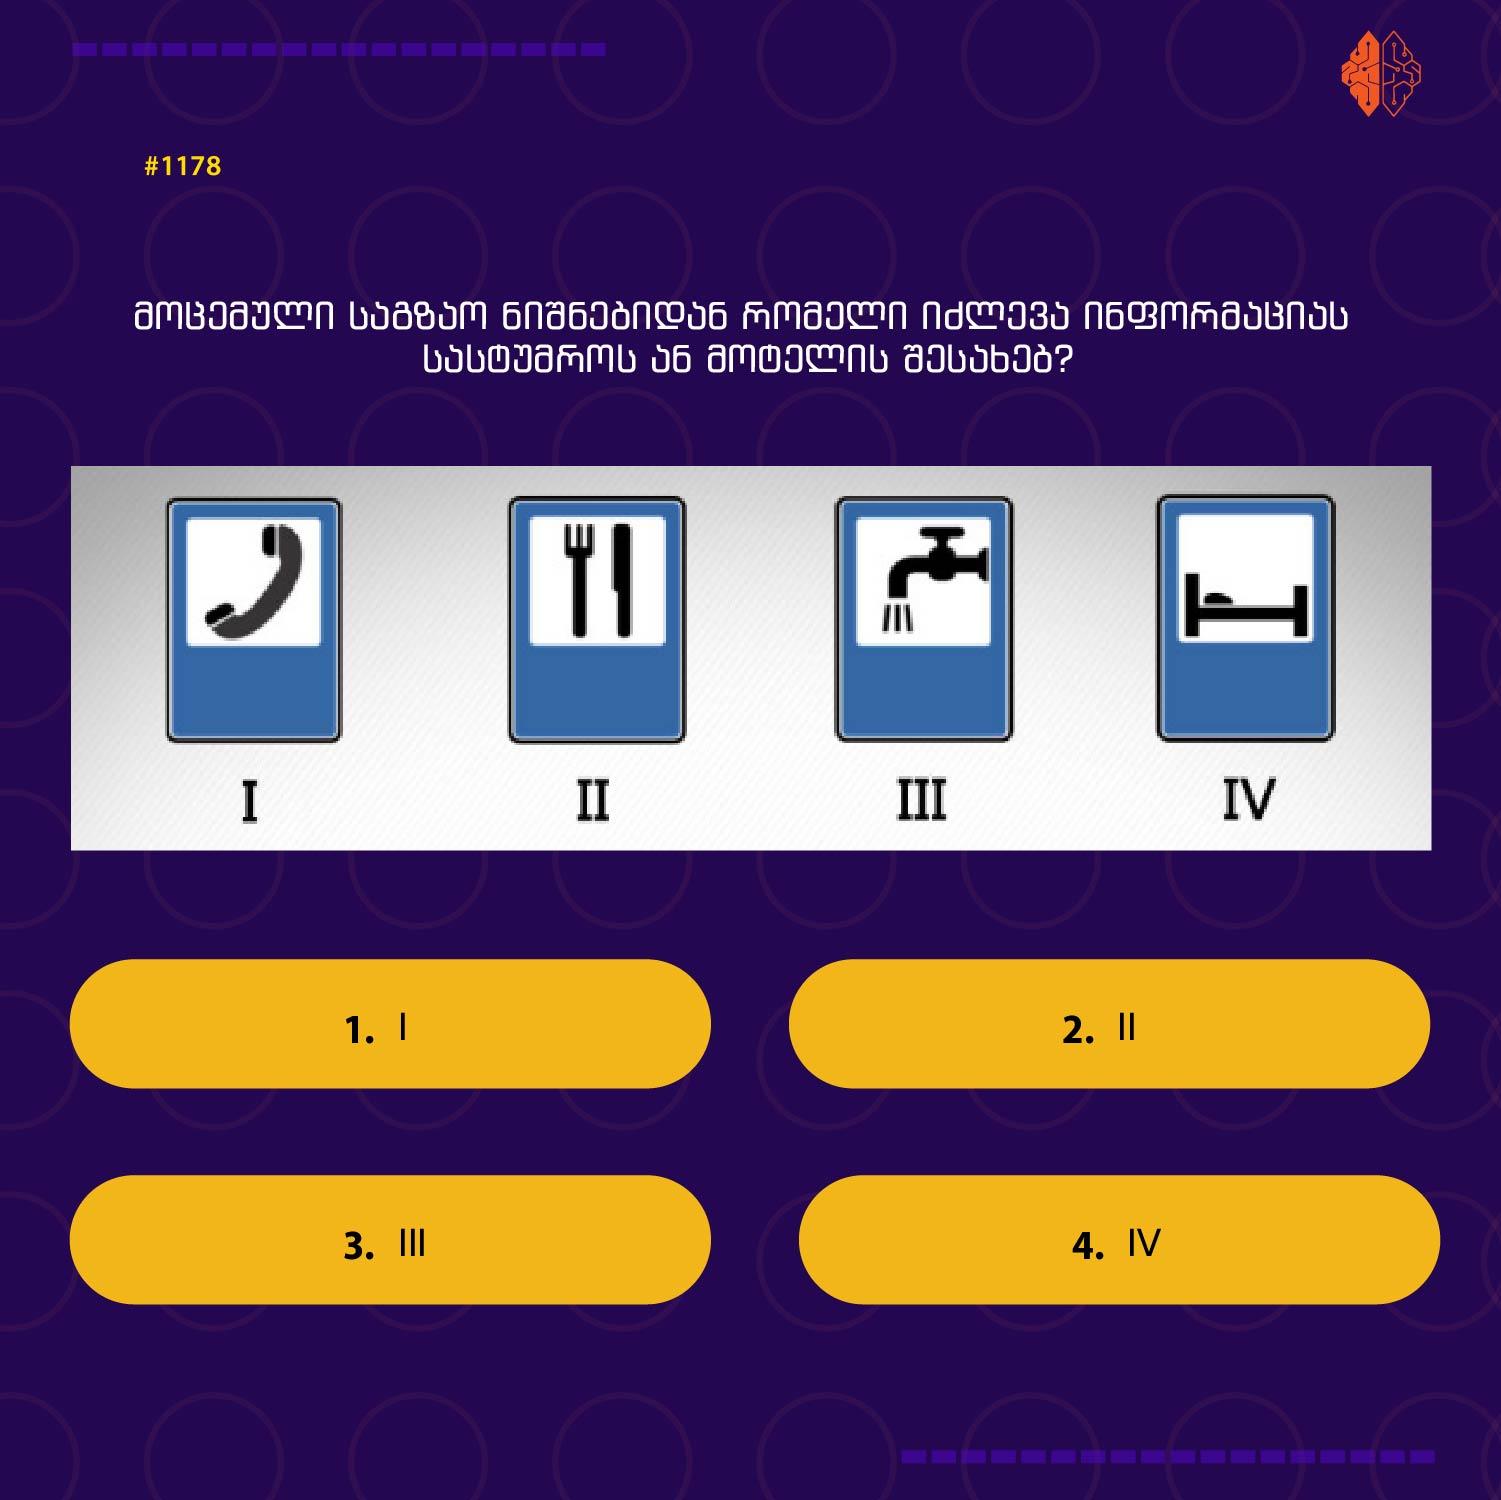 #1178
მოცემული საგზაო ნიშნებიდან რომელი იძლევა ინფორმაციას
სასტუმროს ან მოტელის შესახებ?
I II III IV
1. I
2. II
3. III
4. IV